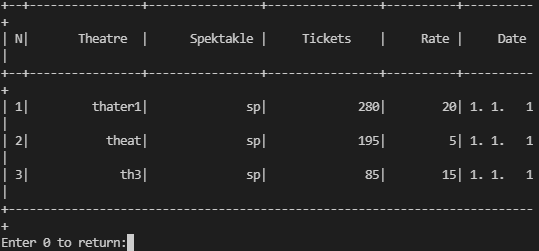 +--+---------------+---------------+---------------+---------+----------
+
| N|       Theatre  |      Spektakle |     Tickets    |     Rate |     Date
|
+--+---------------+---------------+---------------+---------+----------
+
| 1|         thater1|              sp|             280|        20| 1. 1.   1
|
| 2|           theat|              sp|             195|         5| 1. 1.   1
|
| 3|             th3|              sp|              85|        15| 1. 1.   1
|
+-----------------------------------------------------------------------
+
Enter 0 to return: